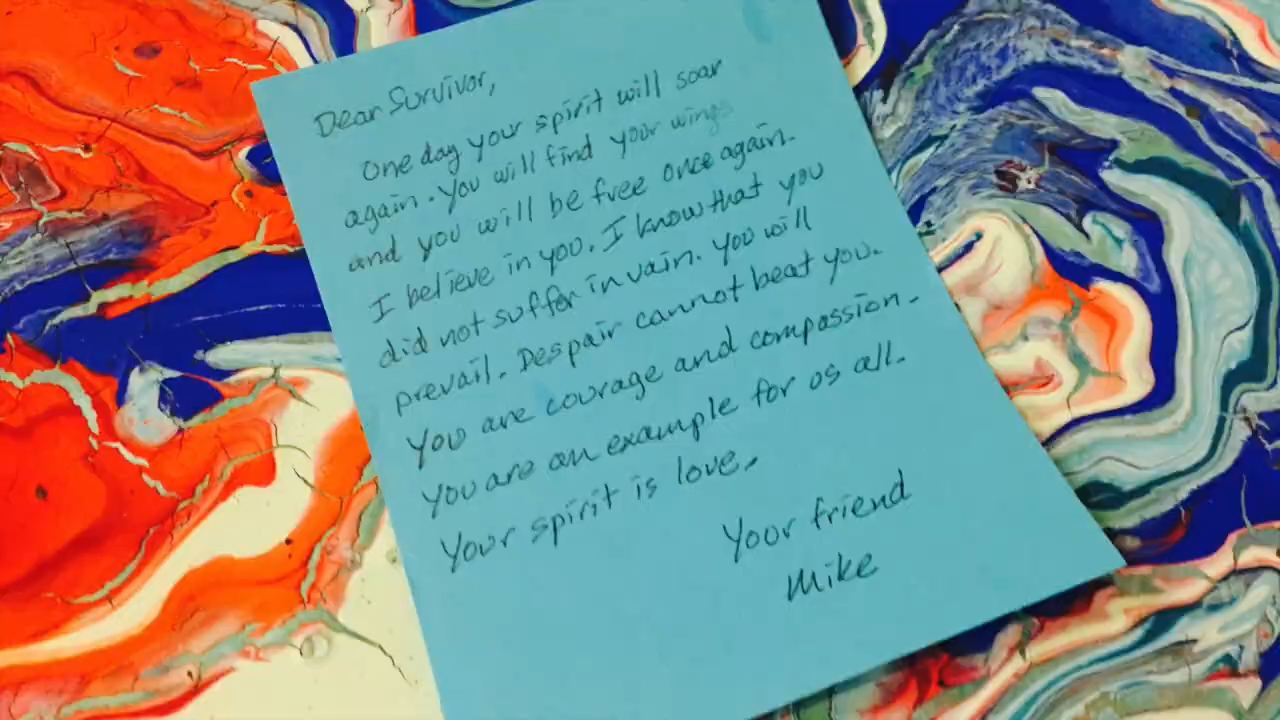 Dear Survivor,
One day your spirit will soar
again. You will find your wings
and you will be free once again.
I believe in you. I know that you
did not suffer in vain. You will
prevail. Despair cannot beat you.
You are courage and compassion.
You are an example for us all.
Your spirit is love.
Your friend
Mike